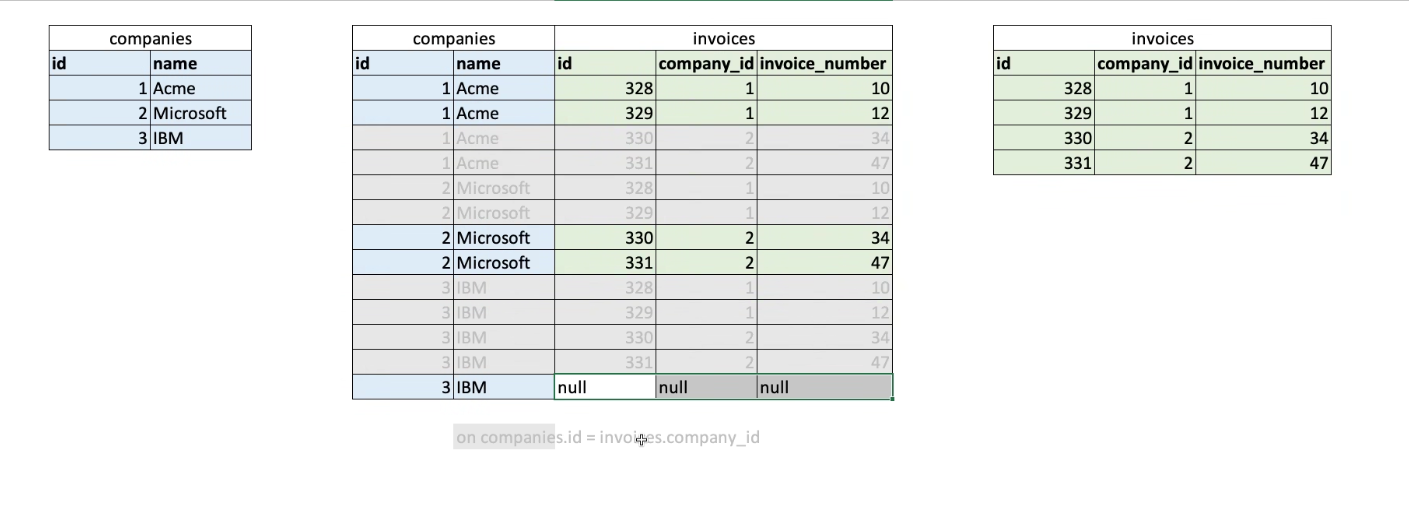 companies
id name
1 Acme
2 Microsoft
3 IBM
companies invoices
id name id company_id invoice_number
1 Acme 328 1 10
1 Acme 329 1 12
1 Acme 330 2 34
1 Acme 331 2 47
2 Microsoft 328 1 10
2 Microsoft 329 1 12
2 Microsoft 330 2 34
2 Microsoft 331 2 47
3 IBM 328 1 10
3 IBM 329 1 12
3 IBM 330 2 34
3 IBM 331 2 47
3 IBM null null null
on companies.id = invoices.company_id
invoices
id company_id invoice_number
328 1 10
329 1 12
330 2 34
331 2 47